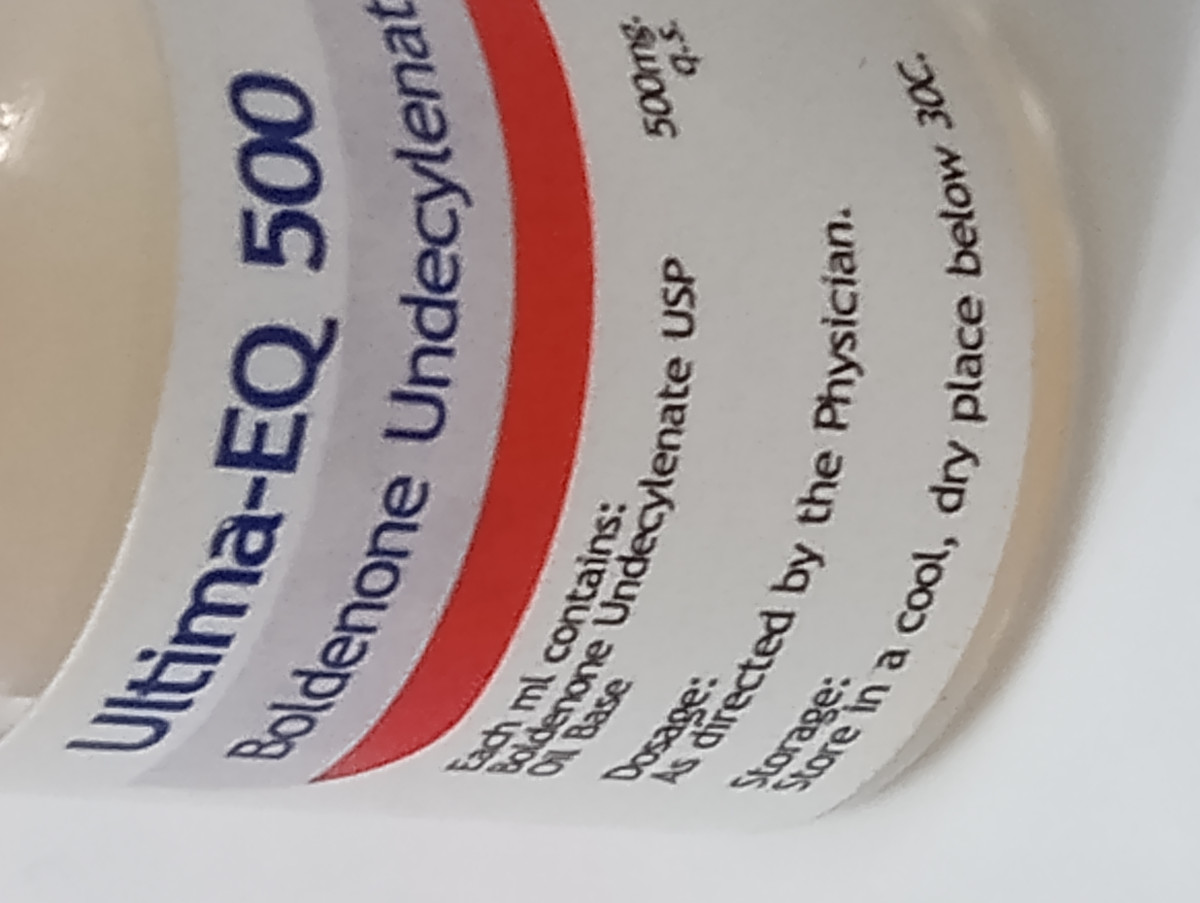 Ultima-EQ 500
Boldenone Undecylenat
Each ml contains:
Boldenone Undecylenate USP 500mg.
Oil Base q.s.
Dosage:
As directed by the Physician.
Storage:
Store in a cool, dry place below 30C.